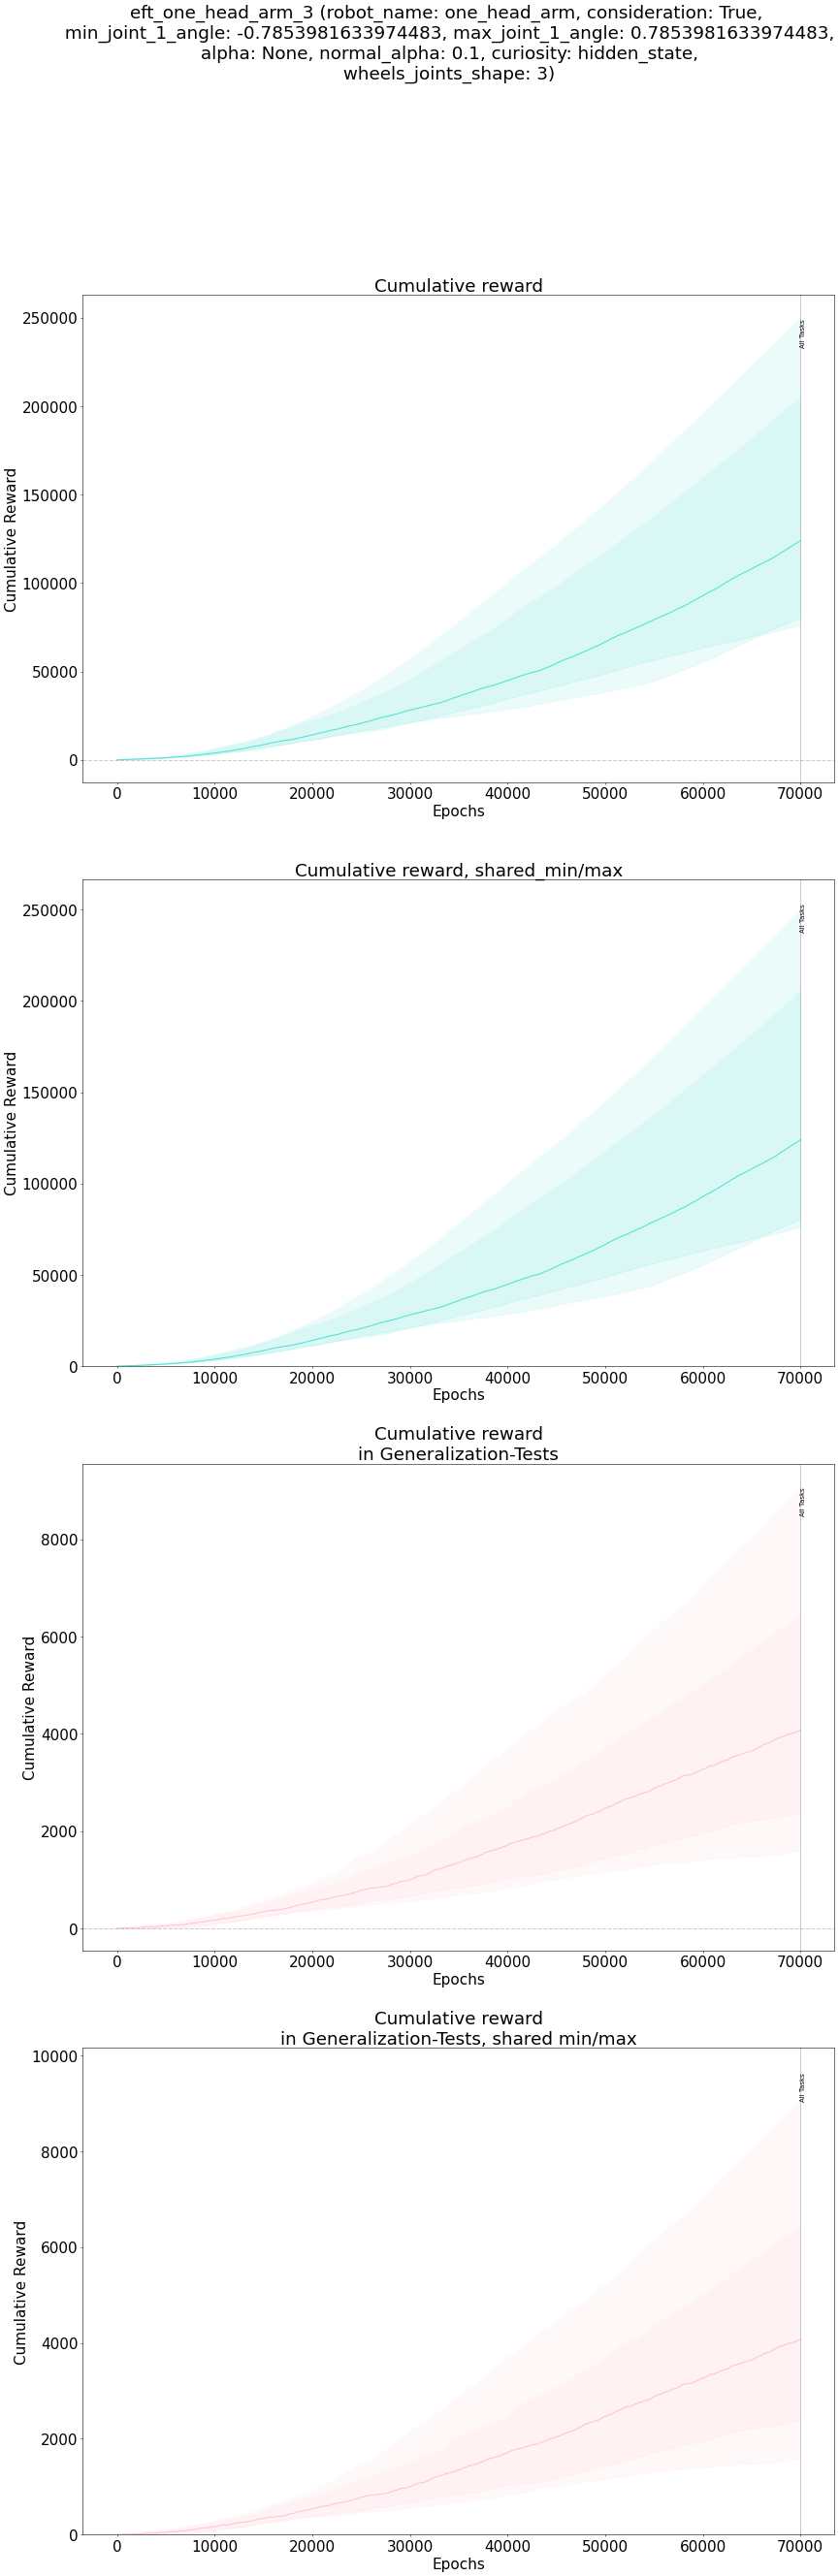 eft_one_head_arm_3 (robot_name: one_head_arm, consideration: True,
min_joint_1_angle: -0.7853981633974483, max_joint_1_angle: 0.7853981633974483,
alpha: None, normal_alpha: 0.1, curiosity: hidden_state,
wheels_joints_shape: 3)
Cumulative reward
250000
200000
150000
100000
50000
0
Cumulative Reward
All Tasks
0 10000 20000 30000 40000 50000 60000 70000
Epochs
Cumulative reward, shared_min/max
250000
200000
150000
100000
50000
0
Cumulative Reward
All Tasks
0 10000 20000 30000 40000 50000 60000 70000
Epochs
Cumulative reward
in Generalization-Tests
8000
6000
4000
2000
0
Cumulative Reward
All Tasks
0 10000 20000 30000 40000 50000 60000 70000
Epochs
Cumulative reward
in Generalization-Tests, shared min/max
10000
8000
6000
4000
2000
0
Cumulative Reward
All Tasks
0 10000 20000 30000 40000 50000 60000 70000
Epochs